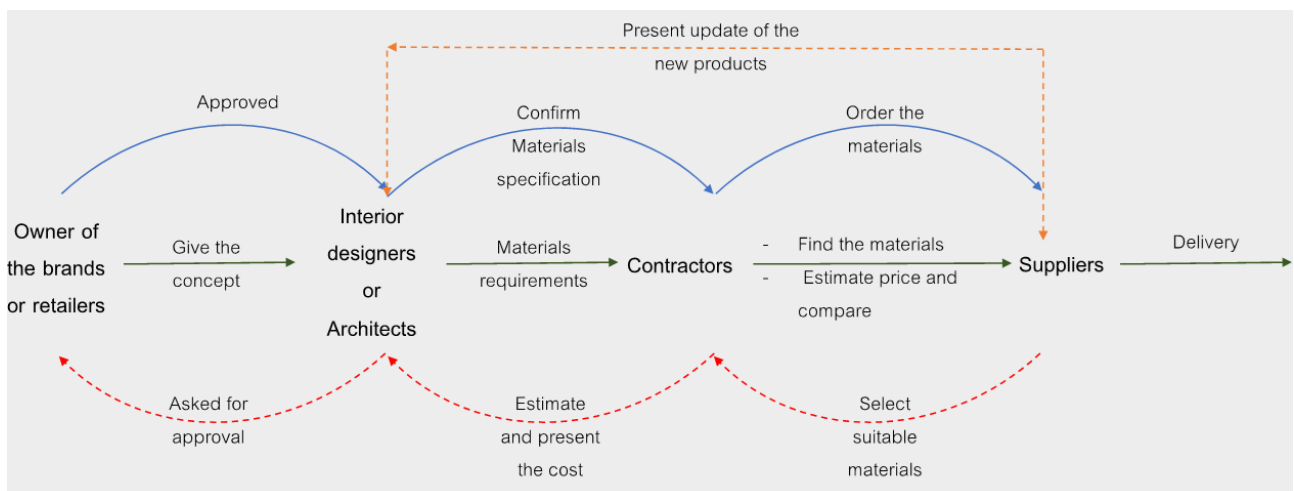 Present update of the
new products
Approved
Confirm
Materials
specification
Order the
materials
Owner of
the brands
or retailers
Give the
concept
Interior
designers
or
Architects
Materials
requirements
Contractors
- Find the materials
- Estimate price and
compare
Suppliers
Delivery
Asked for
approval
Estimate
and present
the cost
Select
suitable
materials